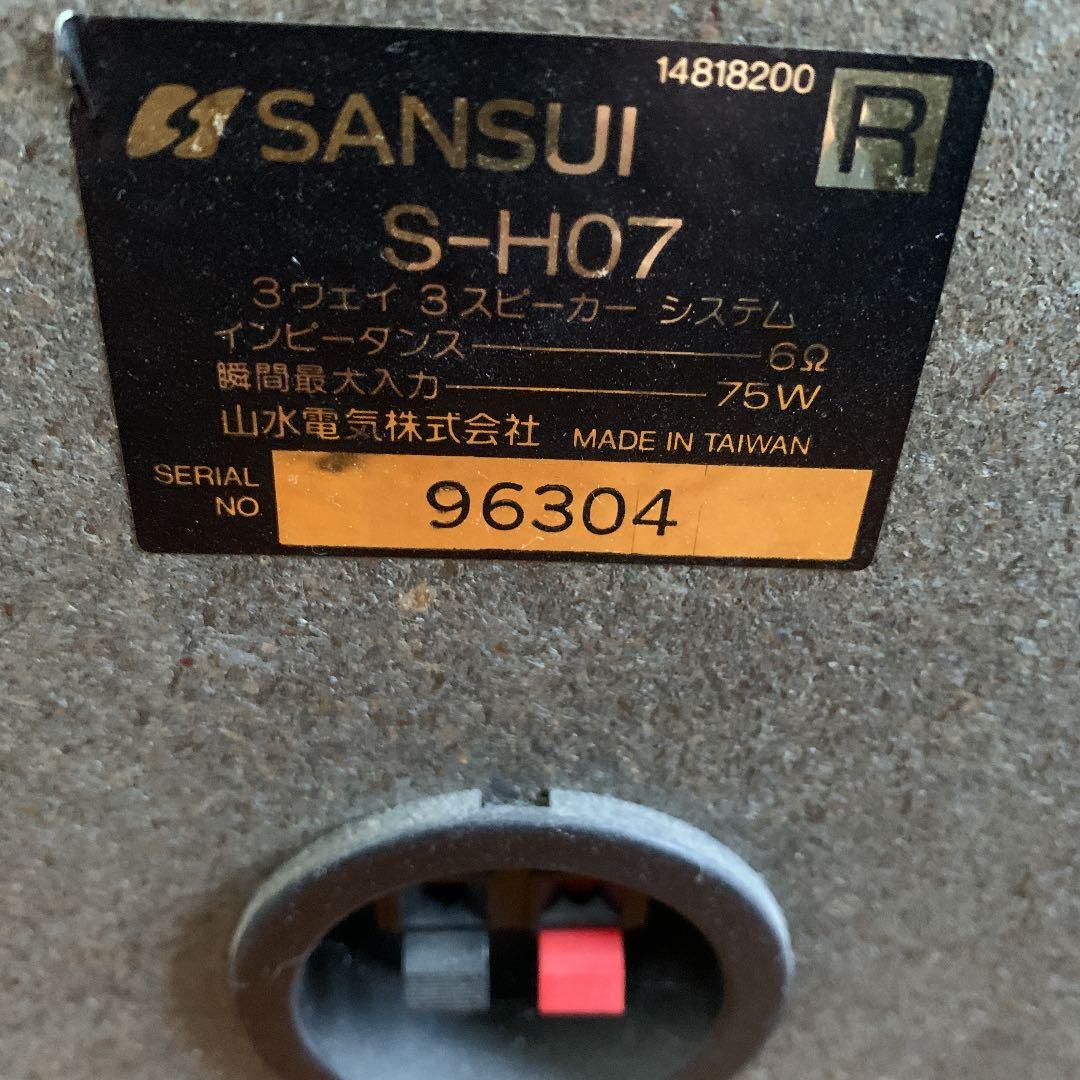 14818200
SANSUI R
S-H07
3ウェイ 3スピーカー システム
インピーダンス 6Ω
瞬間最大入力 75W
山水電気株式会社 MADE IN TAIWAN
SERIAL NO 96304